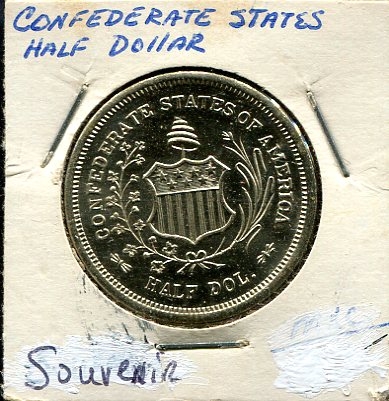 CONFEDERATE STATES
HALF DOllAR
CONFEDERATE STATES OF AMERICA
HALF DOL.
Souvenir